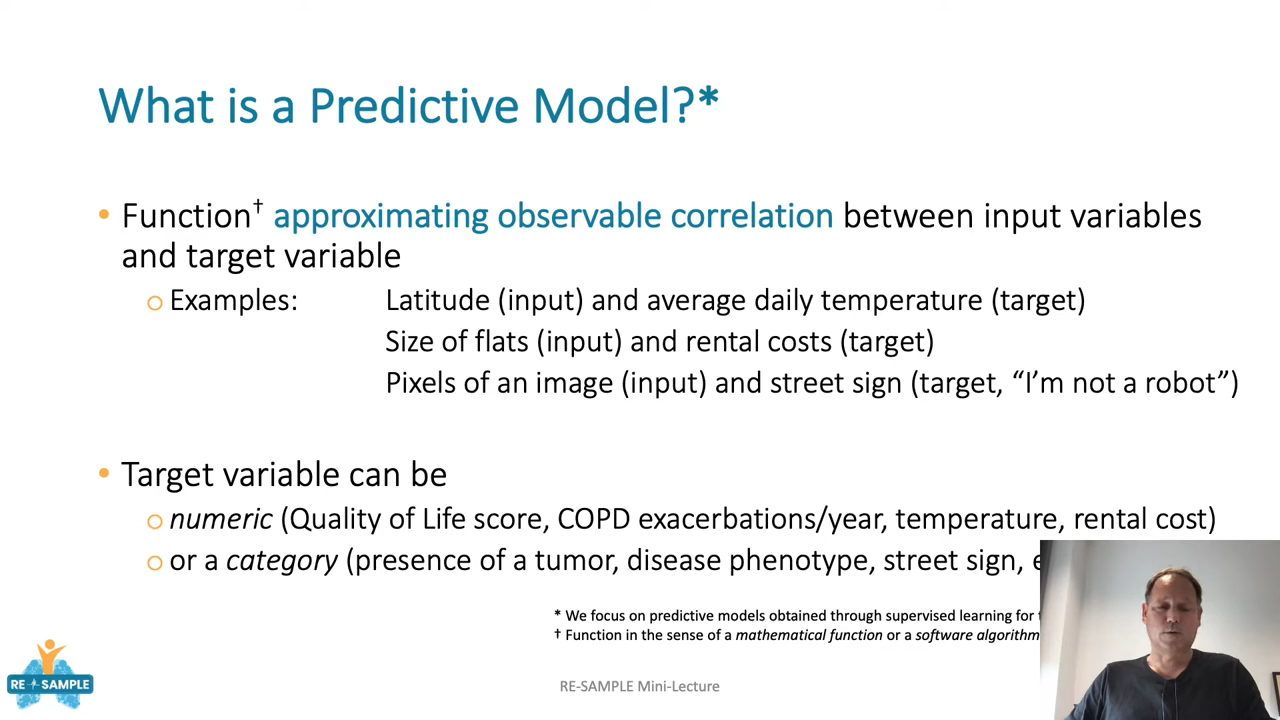 What is a Predictive Model?*
• Function† approximating observable correlation between input variables
and target variable
o Examples: Latitude (input) and average daily temperature (target)
Size of flats (input) and rental costs (target)
Pixels of an image (input) and street sign (target, “I’m not a robot”)
• Target variable can be
o numeric (Quality of Life score, COPD exacerbations/year, temperature, rental cost)
o or a category (presence of a tumor, disease phenotype, street sign,
* We focus on predictive models obtained through supervised learning for
† Function in the sense of a mathematical function or a software algorithm
RE-SAMPLE
RE-SAMPLE Mini-Lecture